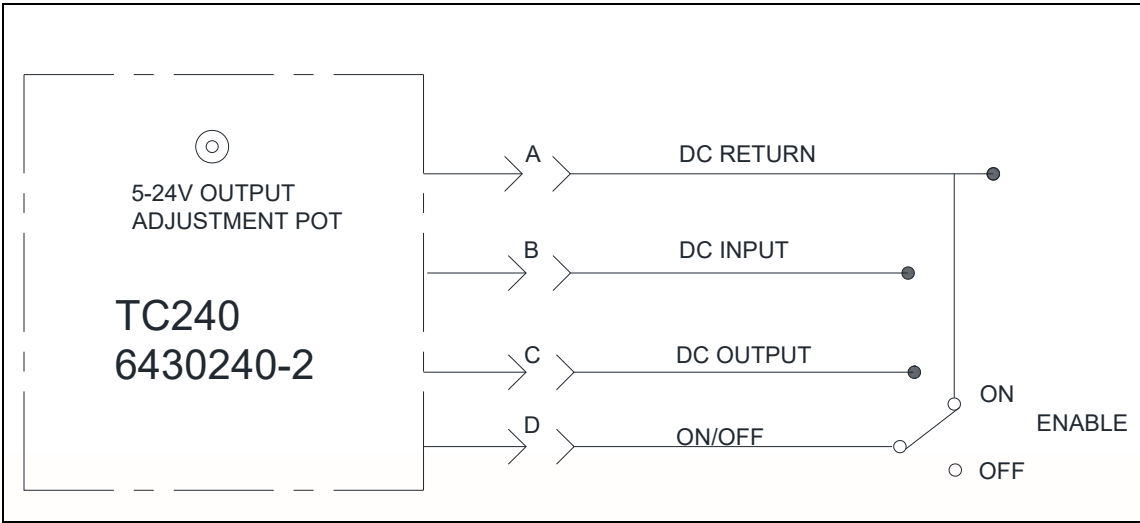 A
DC RETURN
5-24V OUTPUT
ADJUSTMENT POT
B
DC INPUT
TC240
6430240-2
C
DC OUTPUT
ON
ENABLE
D
ON/OFF
OFF